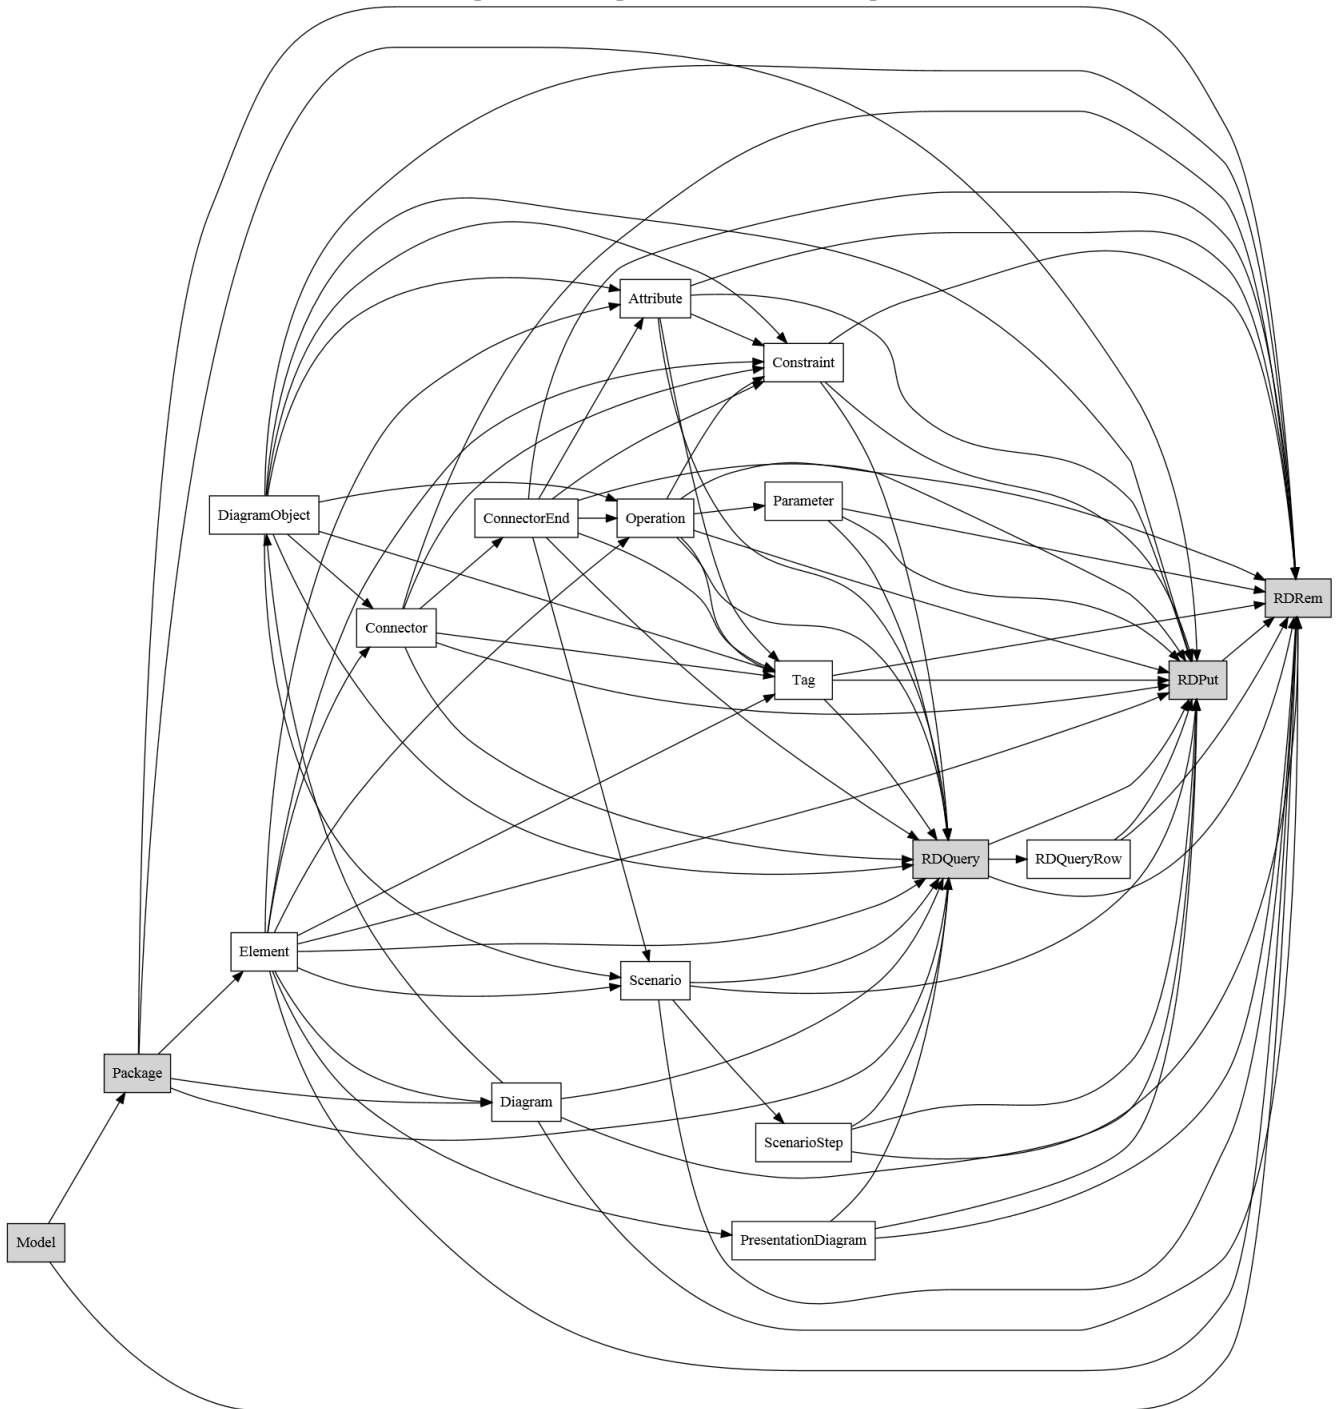 Attribute
Constraint
Parameter
DiagramObject
ConnectorEnd
Operation
RDRem
Connector
Tag
RDPut
RDQuery
RDQueryRow
Element
Scenario
Package
Diagram
ScenarioStep
PresentationDiagram
Model